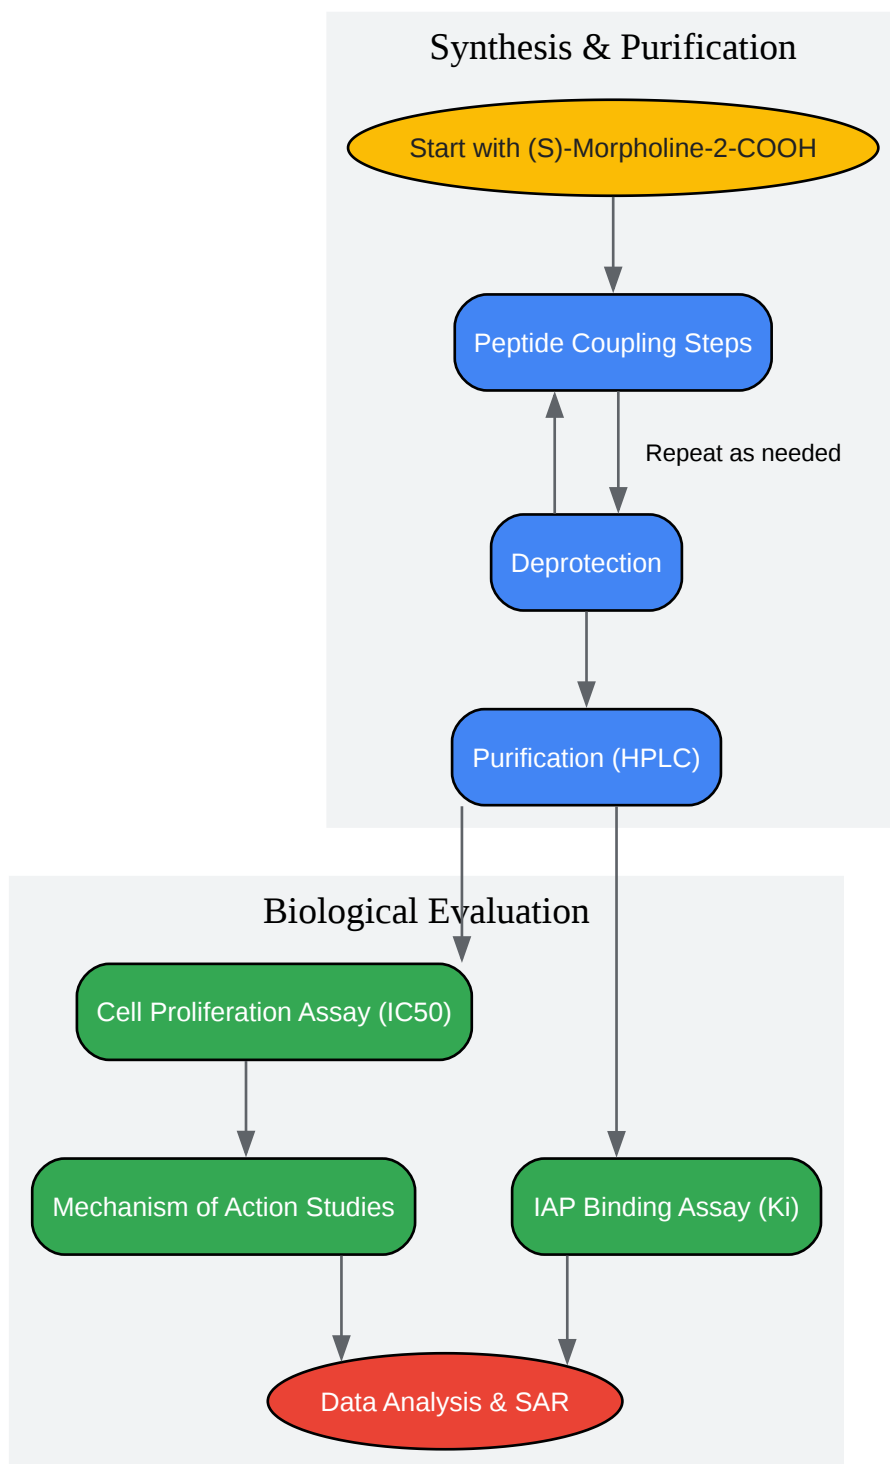 Synthesis & Purification
Start with (S)-Morpholine-2-COOH
Peptide Coupling Steps
Repeat as needed
Deprotection
Purification (HPLC)
Biological Evaluation
Cell Proliferation Assay (IC50)
Mechanism of Action Studies
IAP Binding Assay (Ki)
Data Analysis & SAR